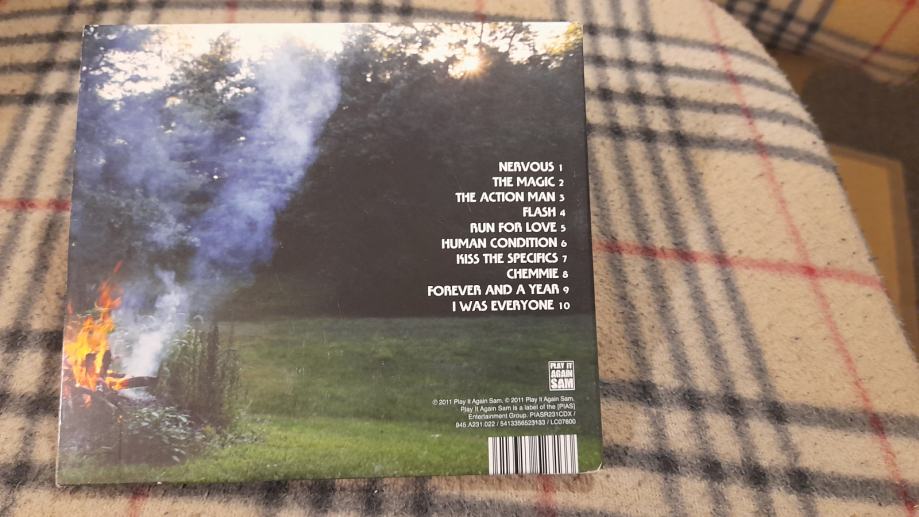 NERVOUS 1
THE MAGIC 2
THE ACTION MAN 3
FLASH 4
RUN FOR LOVE 5
HUMAN CONDITION 6
KISS THE SPECIFICS 7
CHEMMIE 8
FOREVER AND A YEAR 9
I WAS EVERYONE 10
PLAY IT
AGAIN
SAM
℗ 2011 Play It Again Sam. © 2011 Play It Again Sam.
Play It Again Sam is a label of the [PIAS]
Entertainment Group. PIASR231CDX /
945.A231.022 / 5413356523133 / LC07800